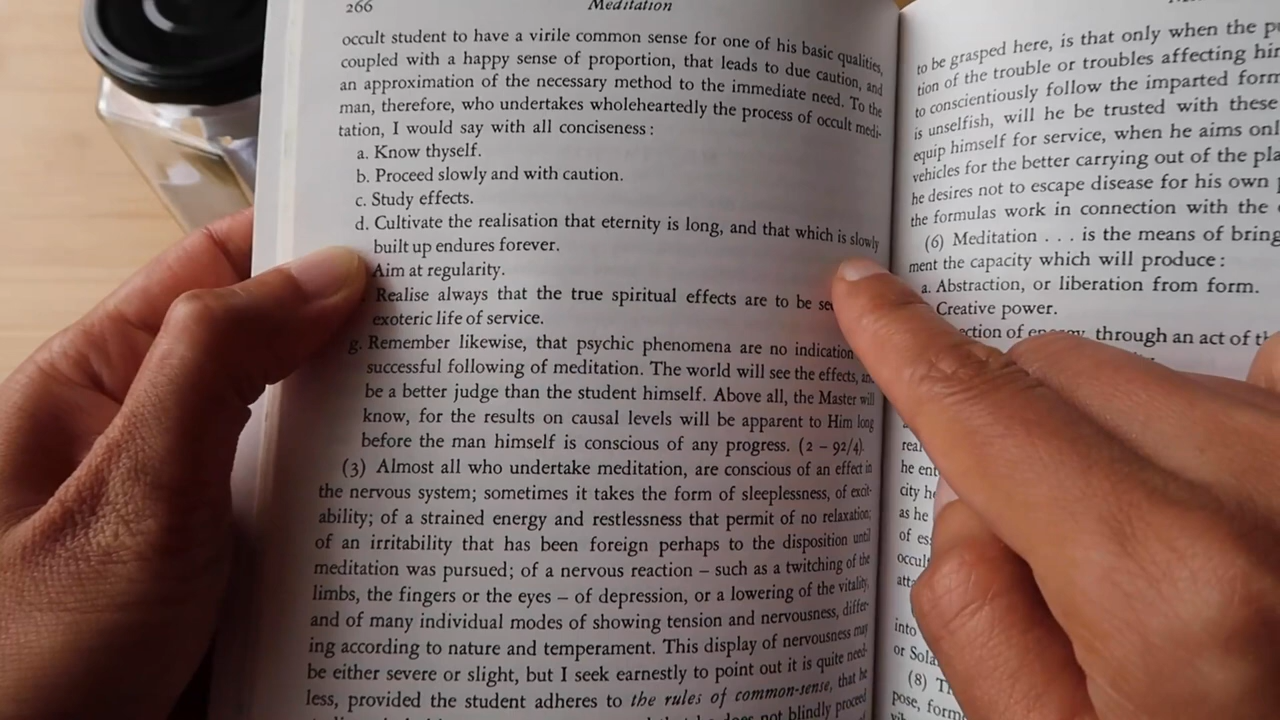 266
Meditation
occult student to have a virile common sense for one of his basic qualities,
coupled with a happy sense of proportion, that leads to due caution, and
an approximation of the necessary method to the immediate need. To the
man, therefore, who undertakes wholeheartedly the process of occult medi-
tation, I would say with all conciseness :
a. Know thyself.
b. Proceed slowly and with caution.
c. Study effects.
d. Cultivate the realisation that eternity is long, and that which is slowly
built up endures forever.
Aim at regularity.
Realise always that the true spiritual effects are to be
exoteric life of service.
g. Remember likewise, that psychic phenomena are no indication
successful following of meditation. The world will see the effects, and
be a better judge than the student himself. Above all, the Master will
know, for the results on causal levels will be apparent to Him long
before the man himself is conscious of any progress. (2 – 92/4).
(3) Almost all who undertake meditation, are conscious of an effect in
the nervous system; sometimes it takes the form of sleeplessness, of excit-
ability; of a strained energy and restlessness that permit of no relaxation;
of an irritability that has been foreign perhaps to the disposition until
meditation was pursued; of a nervous reaction – such as a twitching of the
limbs, the fingers or the eyes – of depression, or a lowering of the vitality,
and of many individual modes of showing tension and nervousness, differ-
ing according to nature and temperament. This display of nervousness may
be either severe or slight, but I seek earnestly to point out it is quite need-
less, provided the student adheres to the rules of common-sense, that he
not blindly proceed
to be grasped here, is that only when the
tion of the trouble or troubles affecting
to conscientiously follow the imparted
is unselfish, will he be trusted with these
equip himself for service, when he aims
vehicles for the better carrying out of the
he desires not to escape disease for his own
the formulas work in connection with the
(6) Meditation . . . is the means of
ment the capacity which will produce :
a. Abstraction, or liberation from form.
Creative power.
of energy, through an act of
he
as he
of
into
or
(8)
pose,